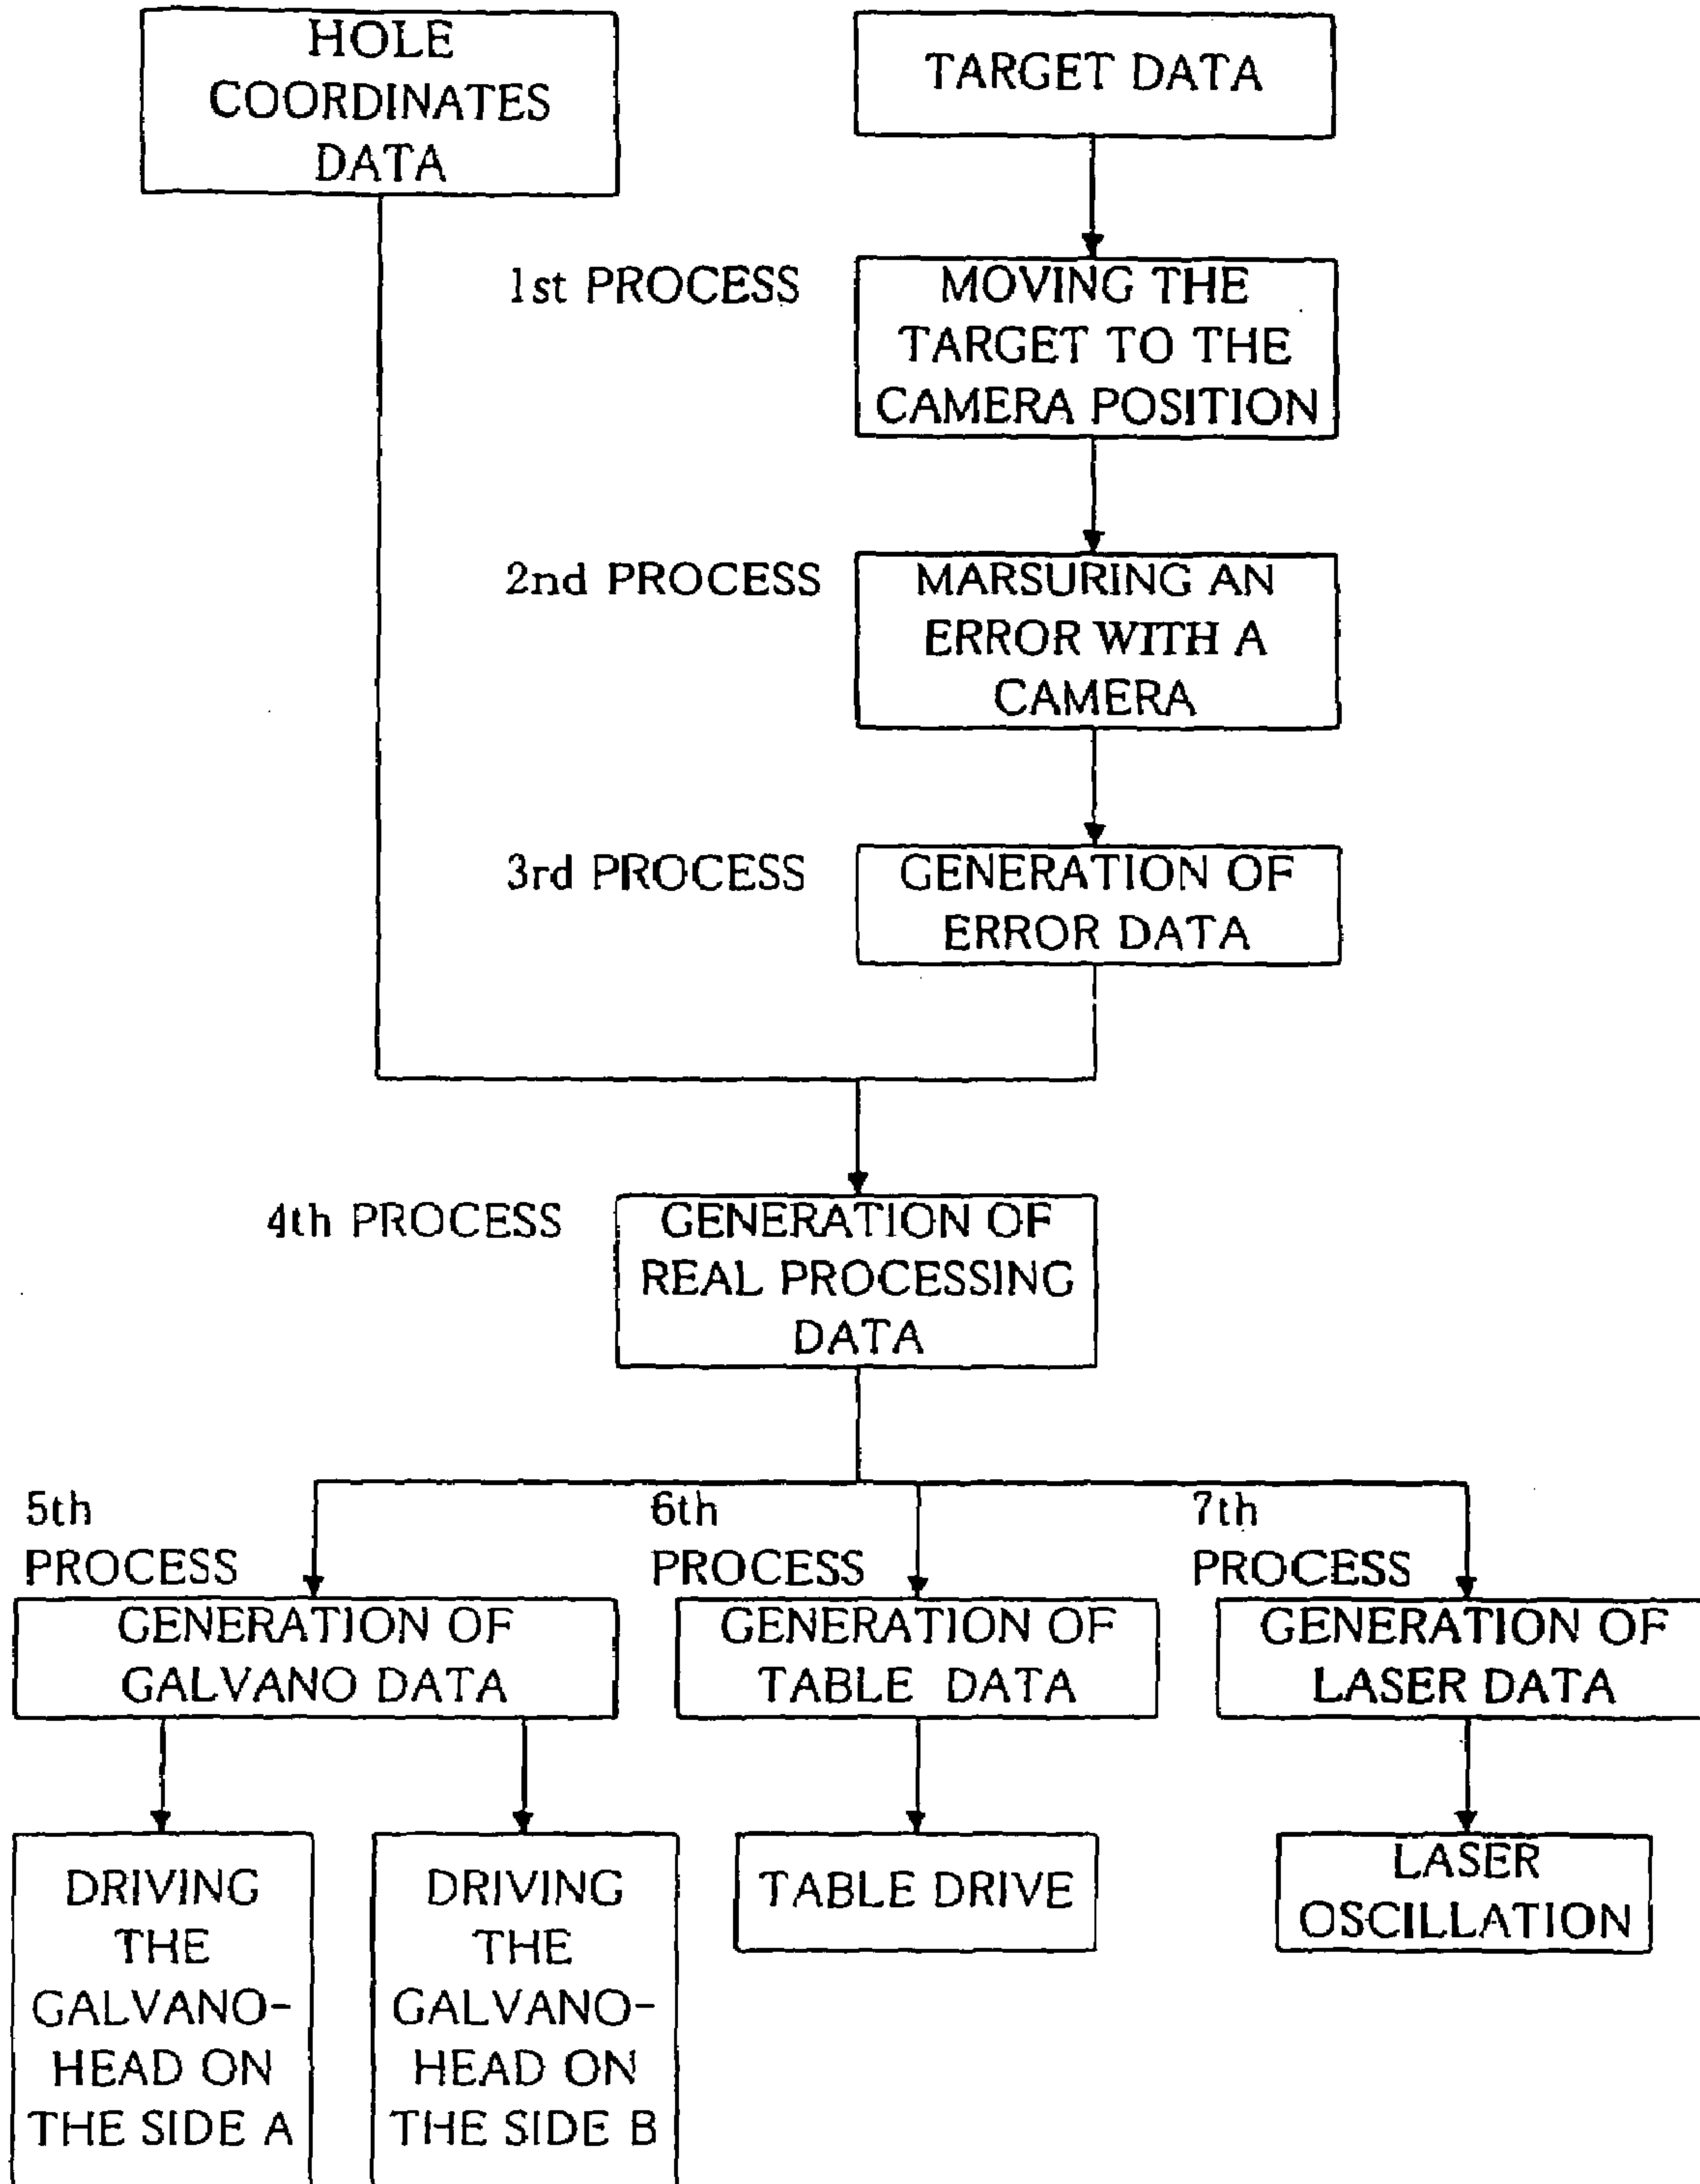 HOLE
COORDINATES
DATA
TARGET DATA
1st PROCESS
MOVING THE
TARGET TO THE
CAMERA POSITION
2nd PROCESS
MARSURING AN
ERROR WITH A
CAMERA
3rd PROCESS
GENERATION OF
ERROR DATA
4th PROCESS
GENERATION OF
REAL PROCESSING
DATA
5th
PROCESS
GENERATION OF
GALVANO DATA
6th
PROCESS
GENERATION OF
TABLE DATA
7th
PROCESS
GENERATION OF
LASER DATA
DRIVING
THE
GALVANO-
HEAD ON
THE SIDE A
DRIVING
THE
GALVANO-
HEAD ON
THE SIDE B
TABLE DRIVE
LASER
OSCILLATION